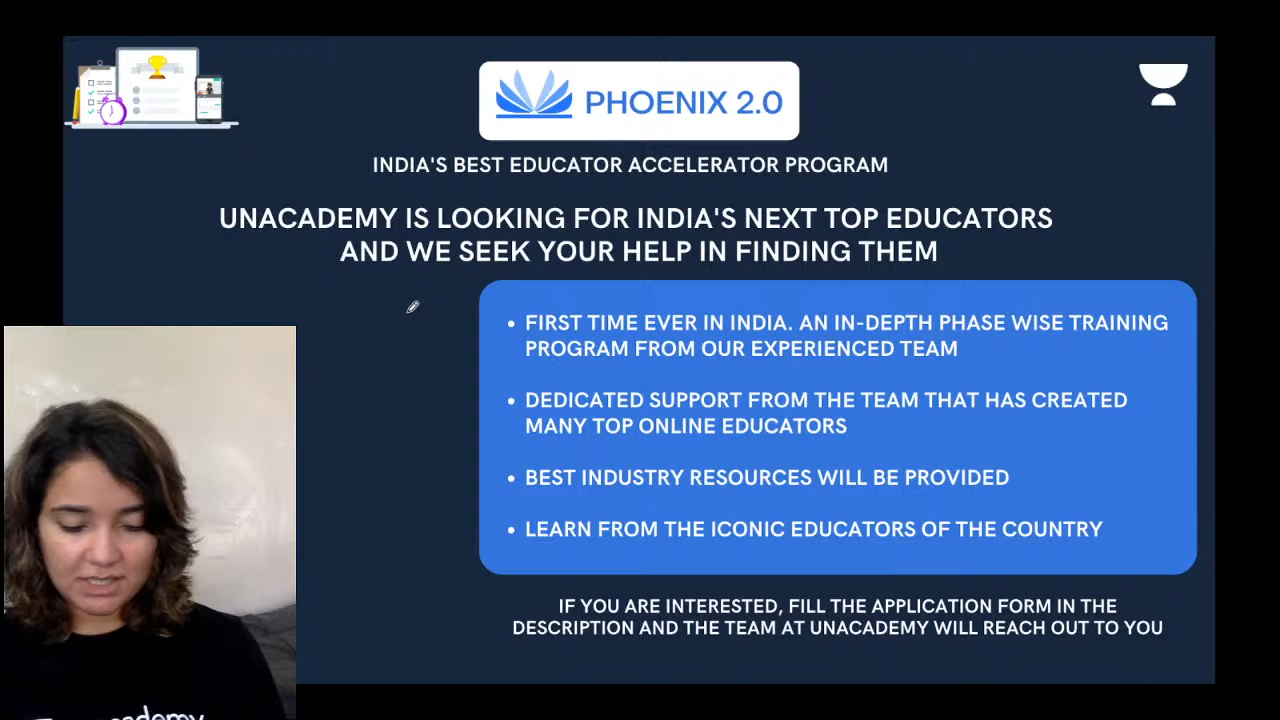 PHOENIX 2.0
INDIA'S BEST EDUCATOR ACCELERATOR PROGRAM
UNACADEMY IS LOOKING FOR INDIA'S NEXT TOP EDUCATORS
AND WE SEEK YOUR HELP IN FINDING THEM
• FIRST TIME EVER IN INDIA. AN IN-DEPTH PHASE WISE TRAINING
PROGRAM FROM OUR EXPERIENCED TEAM
• DEDICATED SUPPORT FROM THE TEAM THAT HAS CREATED
MANY TOP ONLINE EDUCATORS
• BEST INDUSTRY RESOURCES WILL BE PROVIDED
• LEARN FROM THE ICONIC EDUCATORS OF THE COUNTRY
IF YOU ARE INTERESTED, FILL THE APPLICATION FORM IN THE
DESCRIPTION AND THE TEAM AT UNACADEMY WILL REACH OUT TO YOU